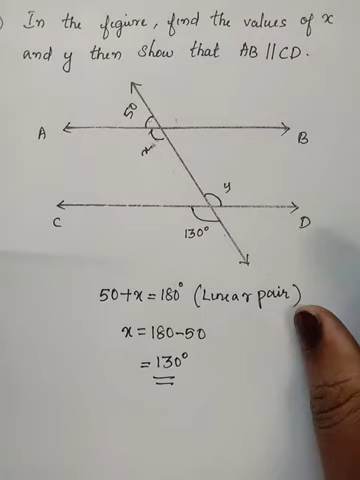 ) In the figure, find the values of x
and y then show that AB || CD.
50
A
B
x
y
C
D
130°
50+x = 180° (Linear pair)
x = 180-50
= 130°